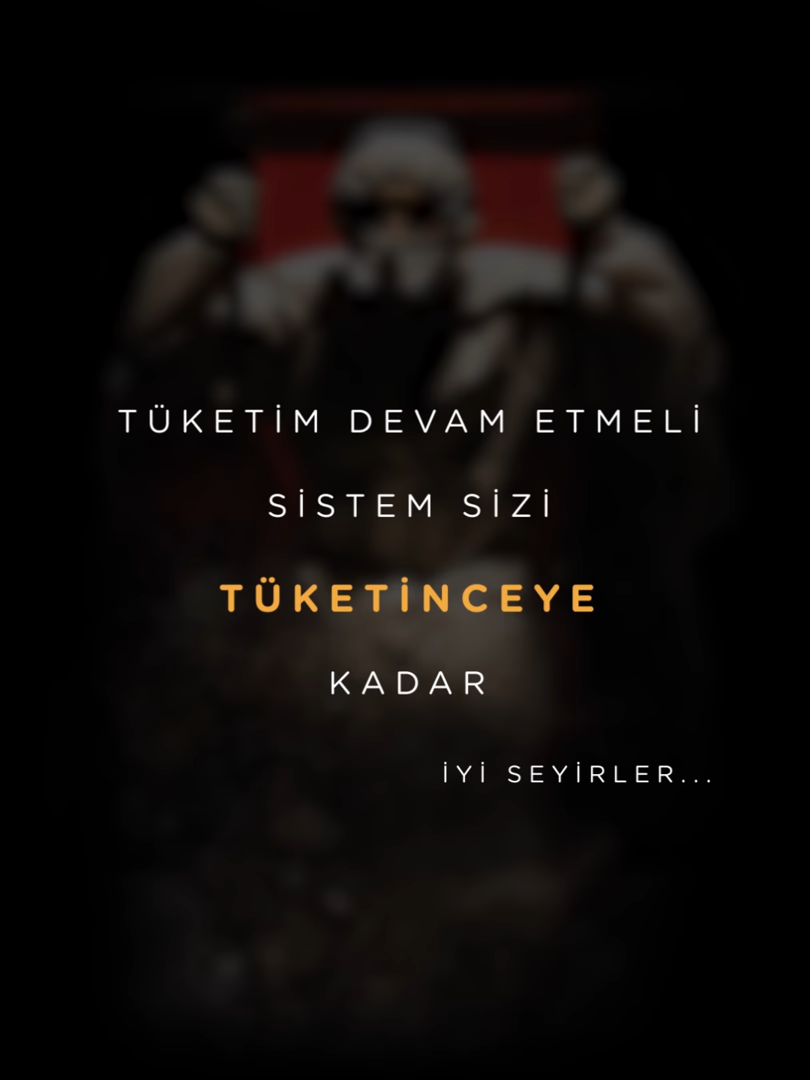 TÜKETİM DEVAM ETMELİ
SİSTEM SİZİ
TÜKETİNCEYE
KADAR
İYİ SEYİRLER...